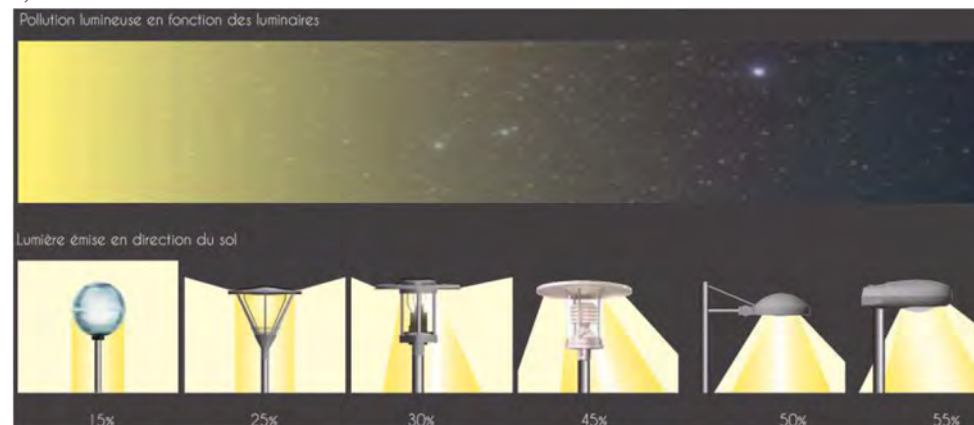 Pollution lumineuse en fonction des luminaires
Lumière émise en direction du sol
15% 25% 30% 45% 50% 55%